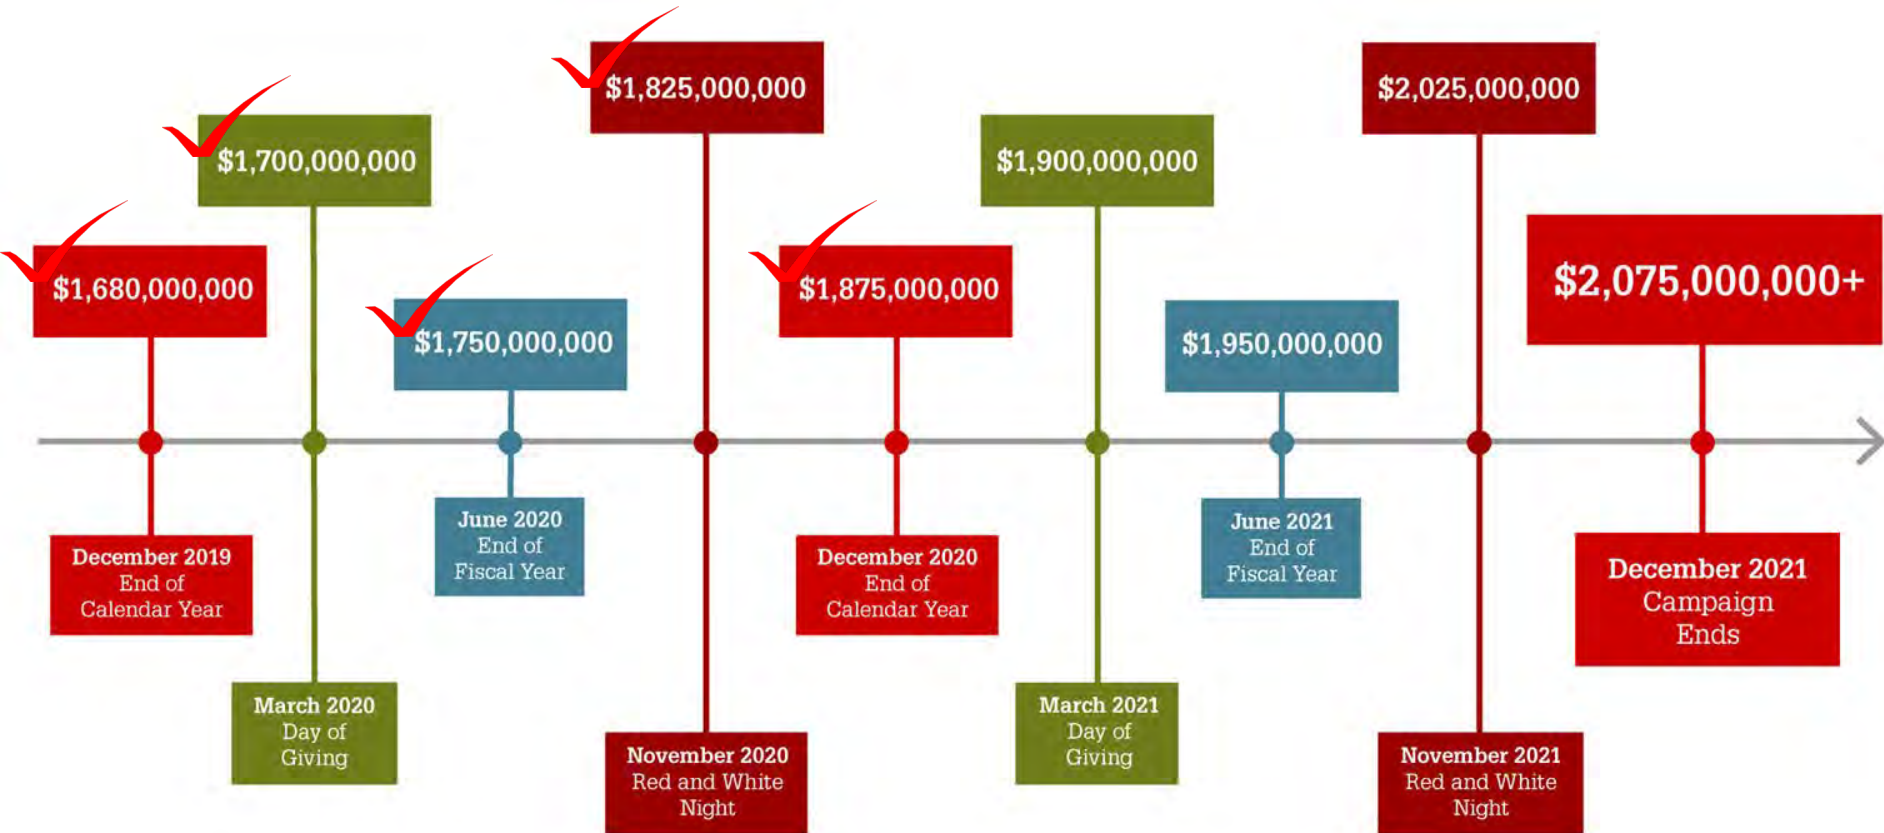 $1,680,000,000
December 2019
End of
Calendar Year
$1,700,000,000
March 2020
Day of
Giving
$1,750,000,000
June 2020
End of
Fiscal Year
$1,825,000,000
November 2020
Red and White
Night
$1,875,000,000
December 2020
End of
Calendar Year
$1,900,000,000
March 2021
Day of
Giving
$1,950,000,000
June 2021
End of
Fiscal Year
$2,025,000,000
November 2021
Red and White
Night
$2,075,000,000+
December 2021
Campaign
Ends